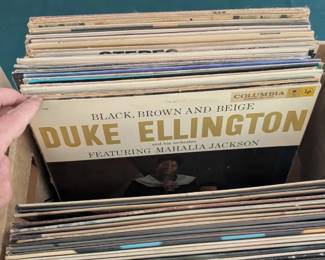 STEREO
COLUMBIA
BLACK, BROWN AND BEIGE
DUKE ELLINGTON
and his orchestra
FEATURING MAHALIA JACKSON